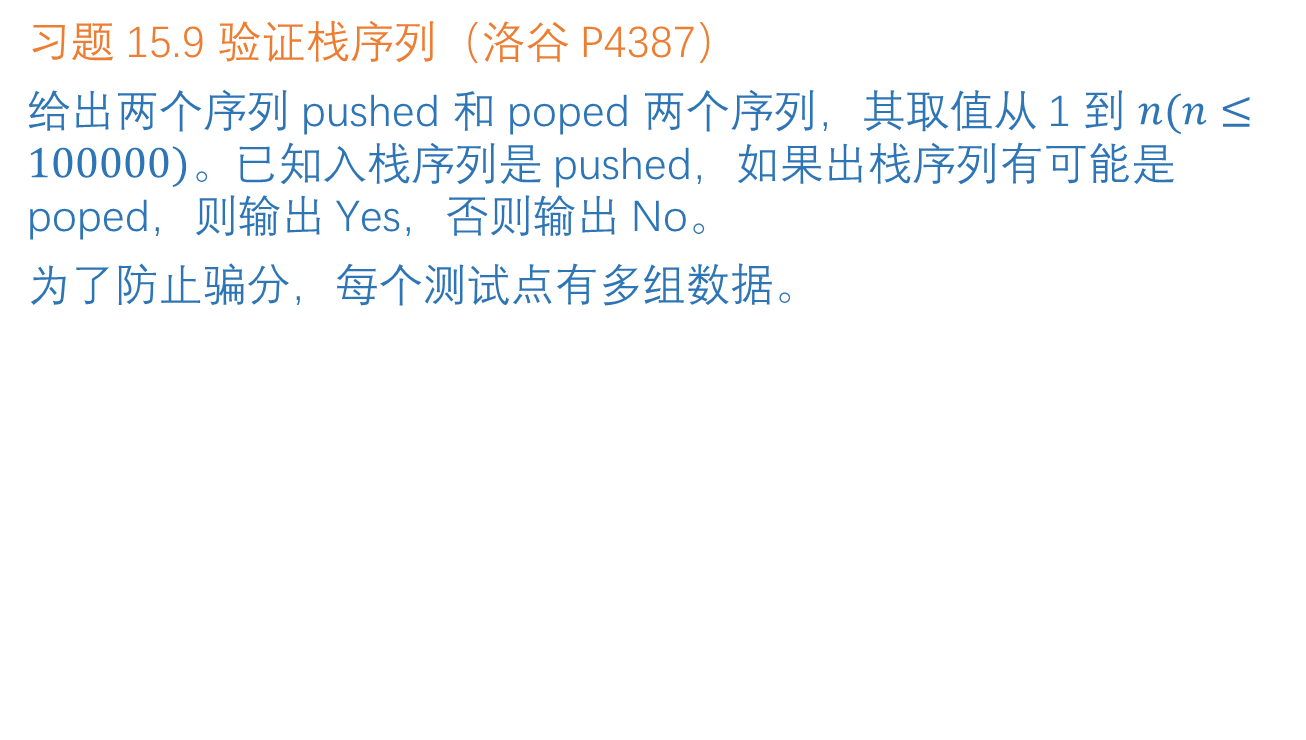 习题 15.9 验证栈序列（洛谷 P4387）
给出两个序列 pushed 和 poped 两个序列，其取值从 1 到 n(n ≤
100000)。已知入栈序列是 pushed，如果出栈序列有可能是
poped，则输出 Yes，否则输出 No。
为了防止骗分，每个测试点有多组数据。